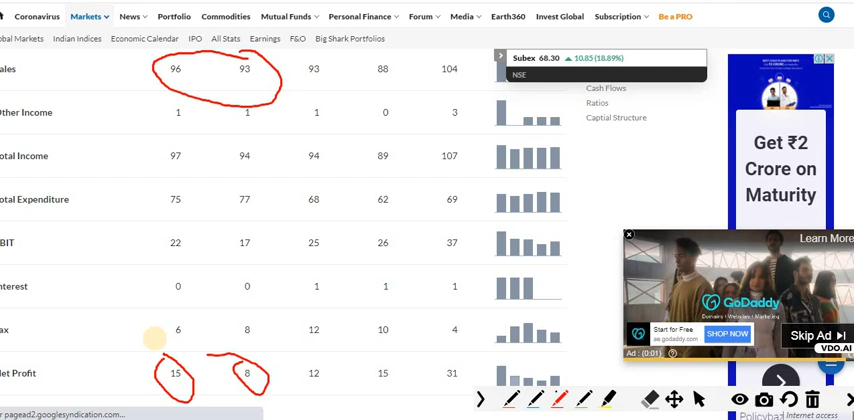 Coronavirus Markets News Portfolio Commodities Mutual Funds Personal Finance Forum Media Earth360 Invest Global Subscription Be a PRO
obal Markets Indian Indices Economic Calendar IPO All Stats Earnings F&O Big Shark Portfolios
ales 96 93 93 88 104
Subex 68.30 10.85 (18.89%)
NSE
Cash Flows
Ratios
Captial Structure
ther Income 1 1 1 0 3
otal Income 97 94 94 89 107
otal Expenditure 75 77 68 62 69
BIT 22 17 25 26 37
nterest 0 0 1 1 1
ax 6 8 12 10 4
et Profit 15 8 12 15 31
Get ₹2
Crore on
Maturity
Learn More
GoDaddy
Domains | Websites | Marketing
Start for Free
ae.godaddy.com
SHOP NOW
Skip Ad
Ad : (0:01)
VDO.AI
Policybaz
r pagead2.googlesyndication.com...
Internet access